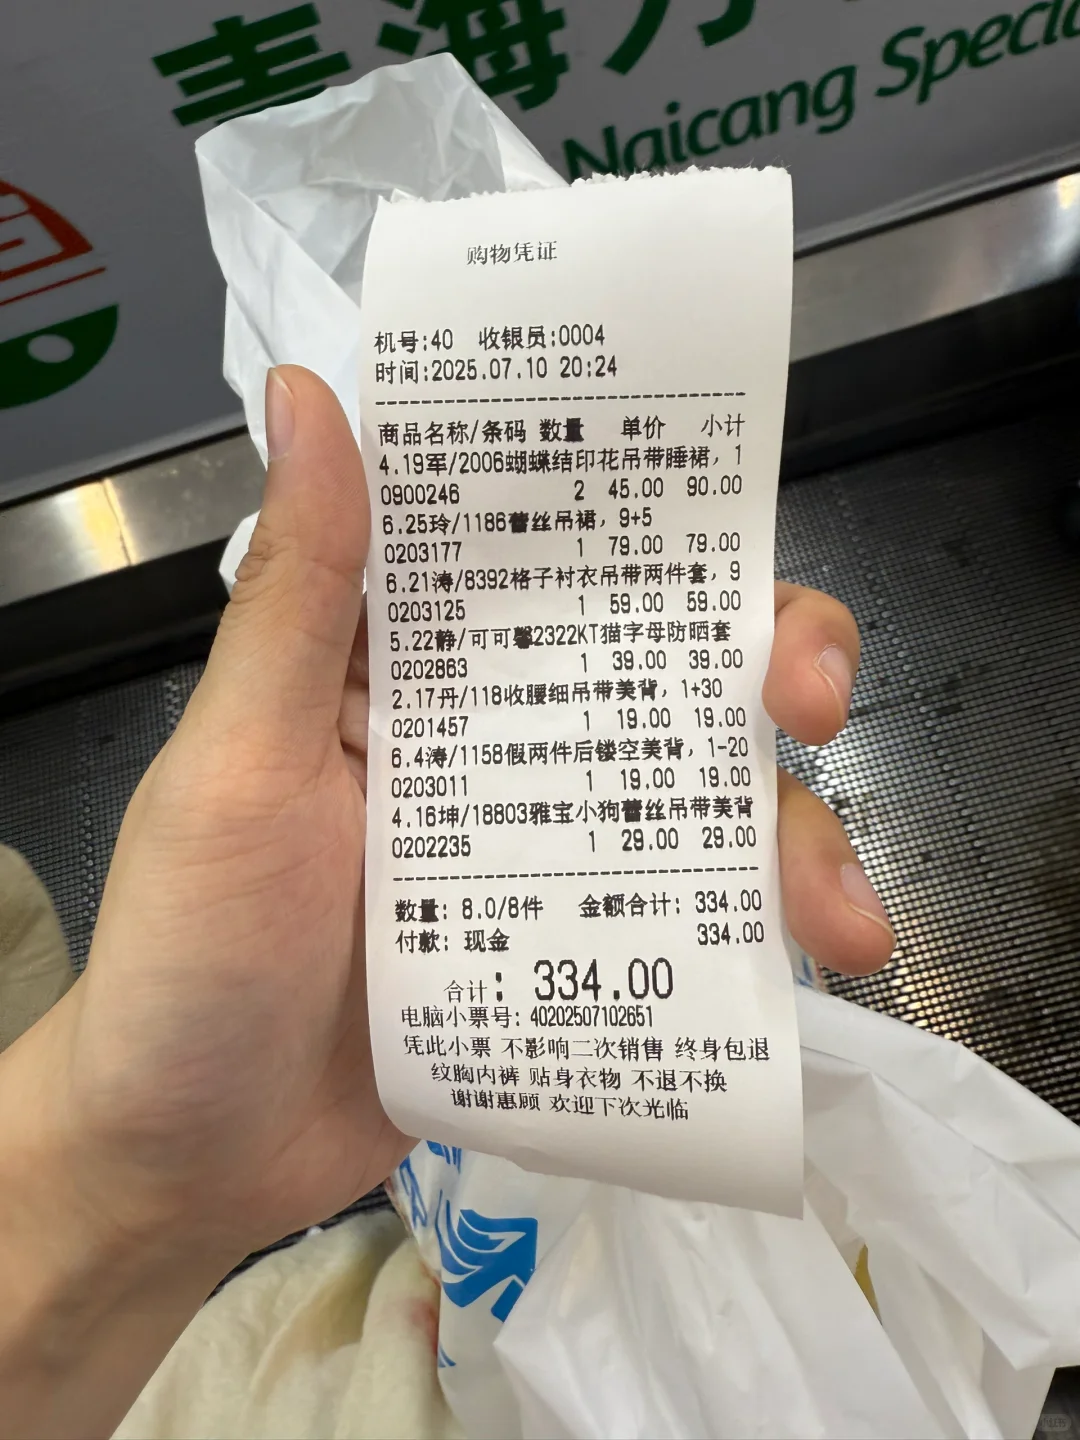 青海
Naicang Specia
购物凭证
机号:40 收银员:0004
时间:2025.07.10 20:24
商品名称/条码 数量 单价 小计
4.19军/2006蝴蝶结印花吊带睡裙, 1
0900246 2 45.00 90.00
6.25玲/1186蕾丝吊裙, 9+5
0203177 1 79.00 79.00
6.21涛/8392格子衬衣吊带两件套, 9
0203125 1 59.00 59.00
5.22静/可可馨2322KT猫字母防晒套
0202863 1 39.00 39.00
2.17丹/118收腰细吊带美背, 1+30
0201457 1 19.00 19.00
6.4涛/1158假两件后镂空美背, 1-20
0203011 1 19.00 19.00
4.16坤/18803雅宝小狗蕾丝吊带美背
0202235 1 29.00 29.00
数量: 8.0/8件 金额合计: 334.00
付款: 现金 334.00
合计: 334.00
电脑小票号: 40202507102651
凭此小票 不影响二次销售 终身包退
纹胸内裤 贴身衣物 不退不换
谢谢惠顾 欢迎下次光临